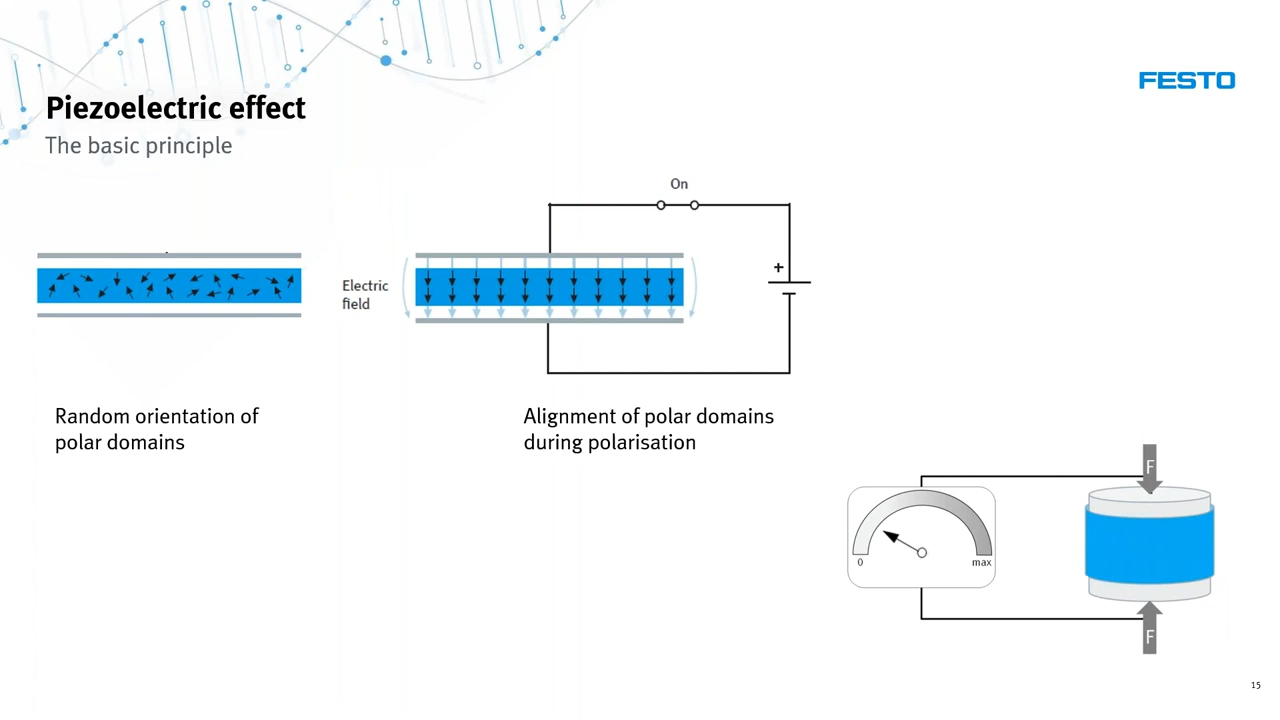 FESTO
Piezoelectric effect
The basic principle
On
Electric
field
+
Random orientation of
polar domains
Alignment of polar domains
during polarisation
F
0
max
F
15